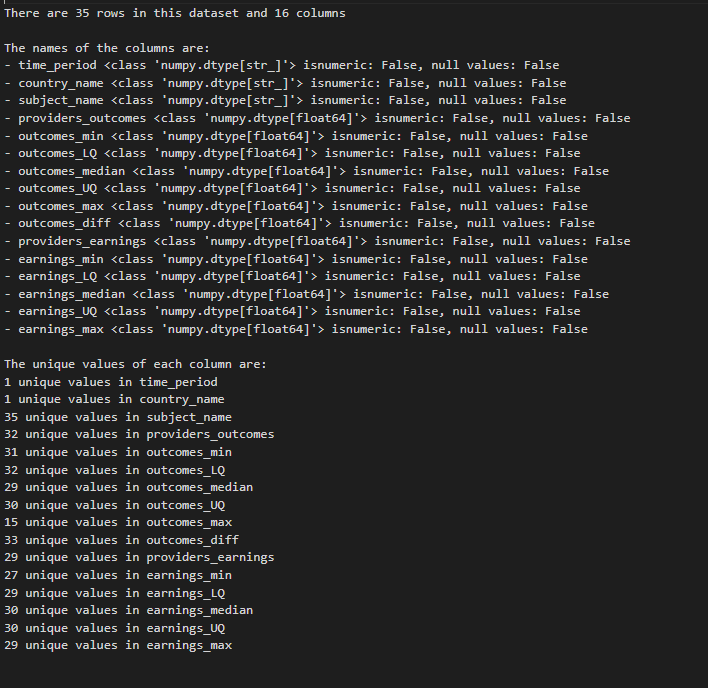 There are 35 rows in this dataset and 16 columns
The names of the columns are:
- time_period <class 'numpy.dtype[str_]'> isnumeric: False, null values: False
- country_name <class 'numpy.dtype[str_]'> isnumeric: False, null values: False
- subject_name <class 'numpy.dtype[str_]'> isnumeric: False, null values: False
- providers_outcomes <class 'numpy.dtype[float64]'> isnumeric: False, null values: False
- outcomes_min <class 'numpy.dtype[float64]'> isnumeric: False, null values: False
- outcomes_LQ <class 'numpy.dtype[float64]'> isnumeric: False, null values: False
- outcomes_median <class 'numpy.dtype[float64]'> isnumeric: False, null values: False
- outcomes_UQ <class 'numpy.dtype[float64]'> isnumeric: False, null values: False
- outcomes_max <class 'numpy.dtype[float64]'> isnumeric: False, null values: False
- outcomes_diff <class 'numpy.dtype[float64]'> isnumeric: False, null values: False
- providers_earnings <class 'numpy.dtype[float64]'> isnumeric: False, null values: False
- earnings_min <class 'numpy.dtype[float64]'> isnumeric: False, null values: False
- earnings_LQ <class 'numpy.dtype[float64]'> isnumeric: False, null values: False
- earnings_median <class 'numpy.dtype[float64]'> isnumeric: False, null values: False
- earnings_UQ <class 'numpy.dtype[float64]'> isnumeric: False, null values: False
- earnings_max <class 'numpy.dtype[float64]'> isnumeric: False, null values: False
The unique values of each column are:
1 unique values in time_period
1 unique values in country_name
35 unique values in subject_name
32 unique values in providers_outcomes
31 unique values in outcomes_min
32 unique values in outcomes_LQ
29 unique values in outcomes_median
30 unique values in outcomes_UQ
15 unique values in outcomes_max
33 unique values in outcomes_diff
29 unique values in providers_earnings
27 unique values in earnings_min
29 unique values in earnings_LQ
30 unique values in earnings_median
30 unique values in earnings_UQ
29 unique values in earnings_max